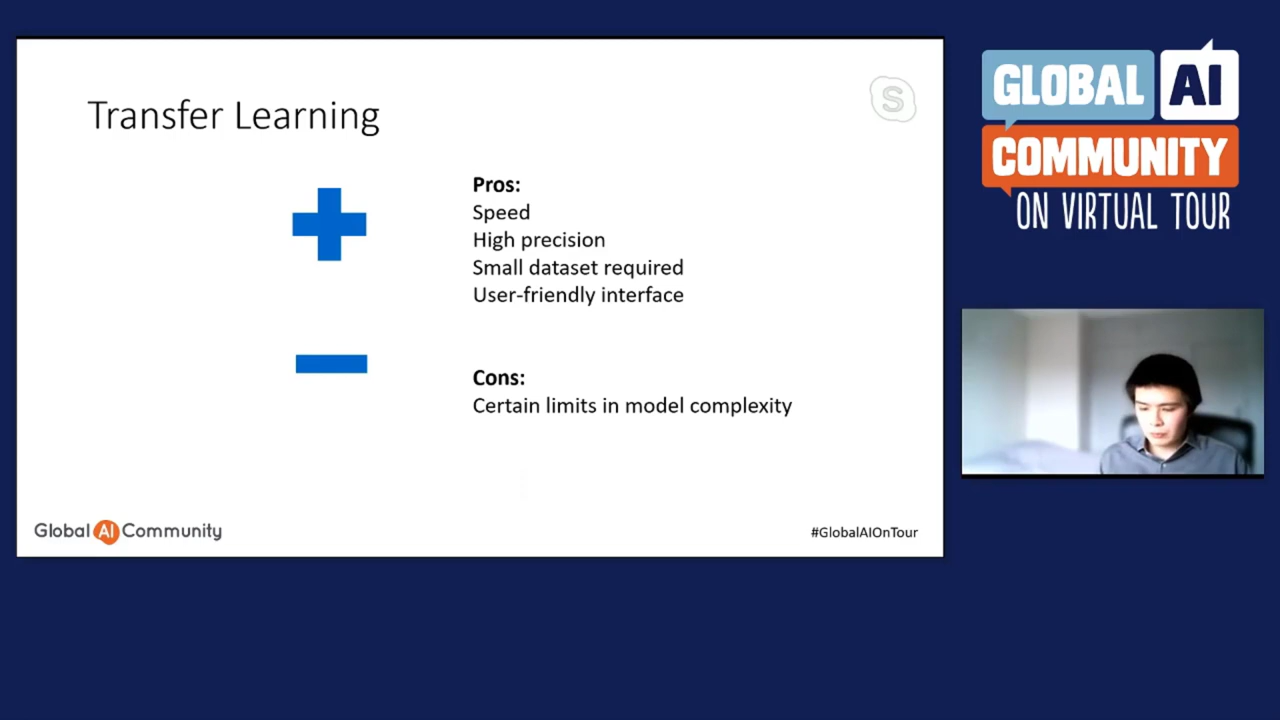 Transfer Learning
S
Pros:
Speed
High precision
Small dataset required
User-friendly interface
Cons:
Certain limits in model complexity
Global AI Community
#GlobalAIOnTour
GLOBAL AI
COMMUNITY
ON VIRTUAL TOUR